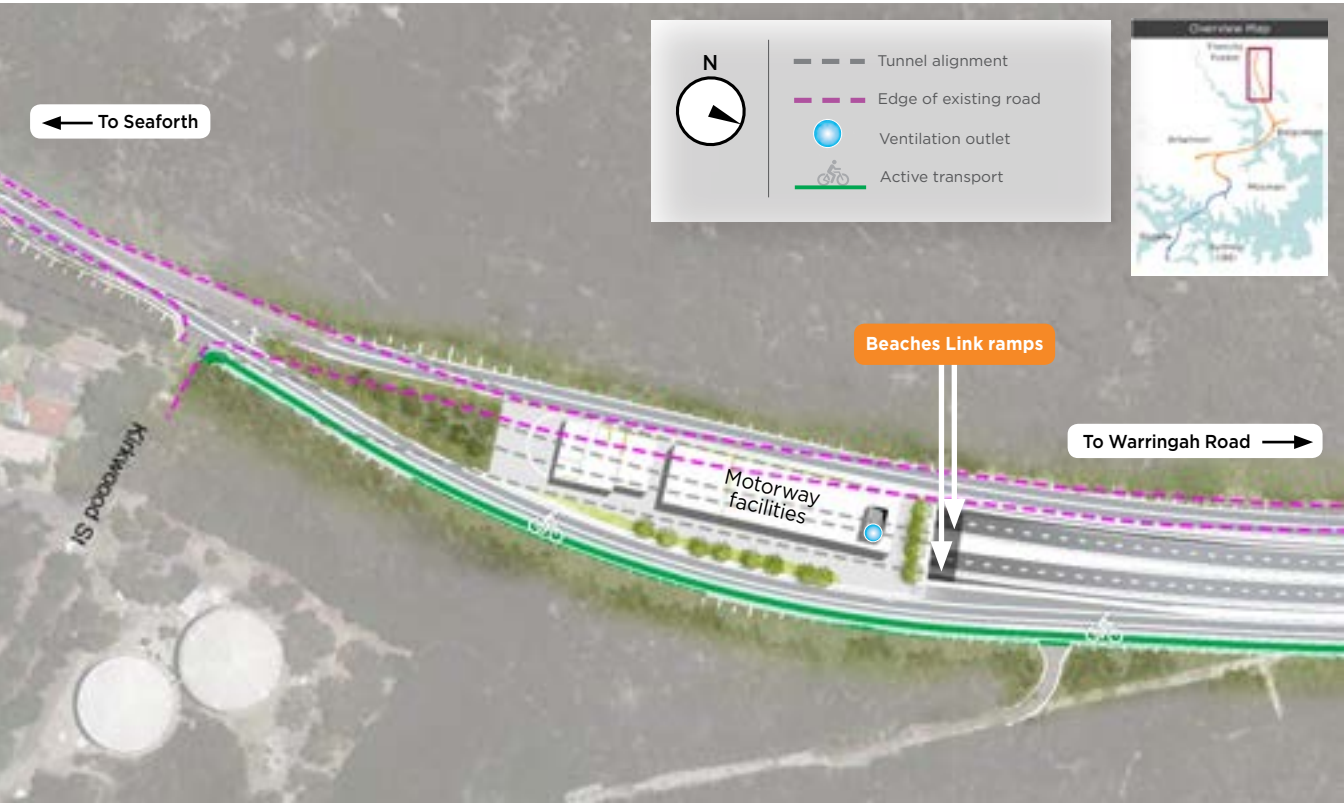 To Seaforth
N
Tunnel alignment
Edge of existing road
Ventilation outlet
Active transport
Overview Map
Mosman
Beaches Link ramps
To Warringah Road
Kirkwood St
Motorway
facilities